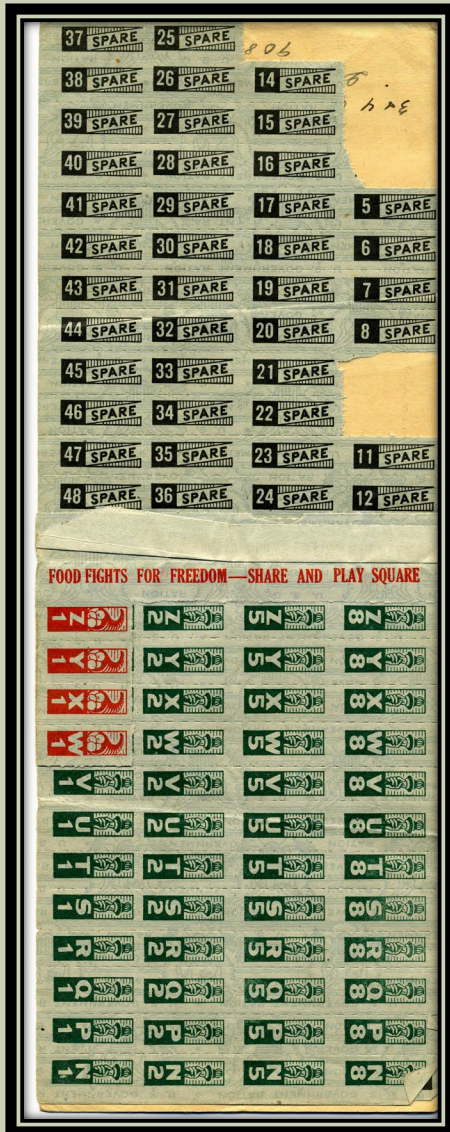 37 SPARE 25 SPARE
38 SPARE 26 SPARE 14 SPARE
39 SPARE 27 SPARE 15 SPARE
40 SPARE 28 SPARE 16 SPARE
41 SPARE 29 SPARE 17 SPARE 5 SPARE
42 SPARE 30 SPARE 18 SPARE 6 SPARE
43 SPARE 31 SPARE 19 SPARE 7 SPARE
44 SPARE 32 SPARE 20 SPARE 8 SPARE
45 SPARE 33 SPARE 21 SPARE
46 SPARE 34 SPARE 22 SPARE
47 SPARE 35 SPARE 23 SPARE 11 SPARE
48 SPARE 36 SPARE 24 SPARE 12 SPARE
FOOD FIGHTS FOR FREEDOM—SHARE AND PLAY SQUARE
Z1 Z2 Z5 Z8
Y1 Y2 Y5 Y8
X1 X2 X5 X8
W1 W2 W5 W8
V1 V2 V5 V8
U1 U2 U5 U8
T1 T2 T5 T8
S1 S2 S5 S8
R1 R2 R5 R8
Q1 Q2 Q5 Q8
P1 P2 P5 P8
N1 N2 N5 N8